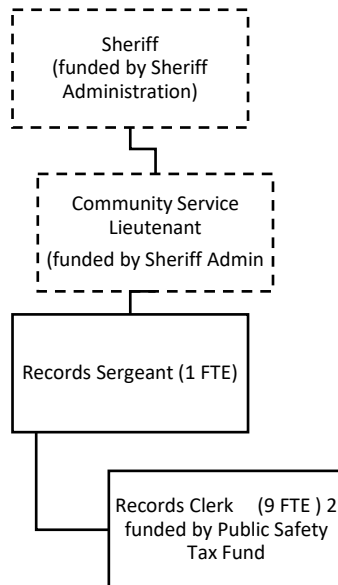 Sheriff
(funded by Sheriff
Administration)
Community Service
Lieutenant
(funded by Sheriff Admin
Records Sergeant (1 FTE)
Records Clerk (9 FTE ) 2
funded by Public Safety
Tax Fund